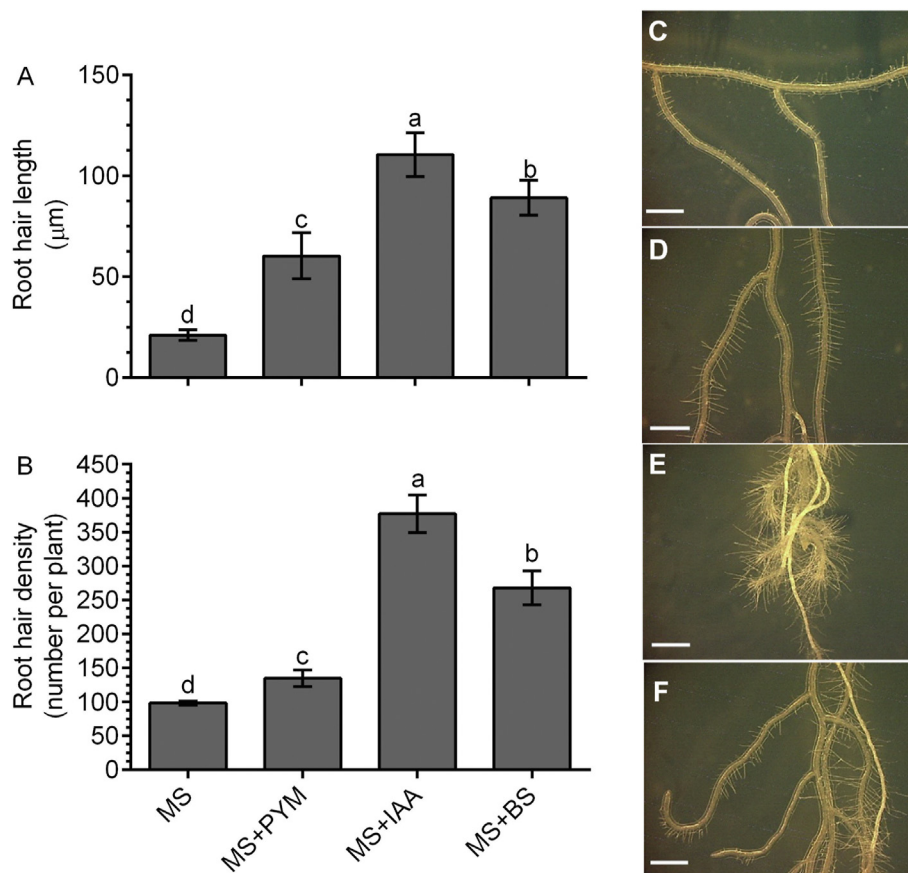 A
Root hair length
(μm)
150
100
50
0
d
c
a
b
B
Root hair density
(number per plant)
450
400
350
300
250
200
150
100
50
0
d
c
a
b
MS
MS+PYM
MS+IAA
MS+BS
C
D
E
F